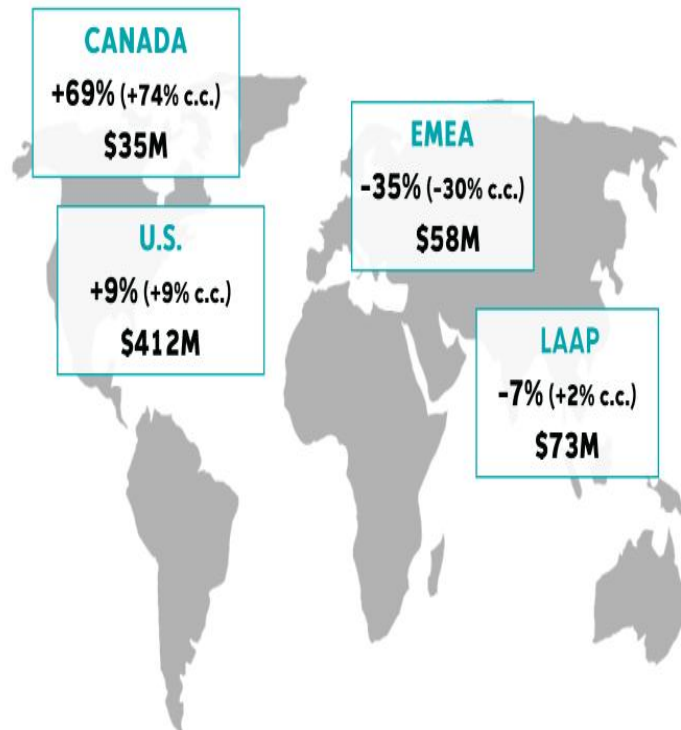 CANADA
+69% (+74% c.c.)
$35M
EMEA
-35% (-30% c.c.)
$58M
U.S.
+9% (+9% c.c.)
$412M
LAAP
-7% (+2% c.c.)
$73M